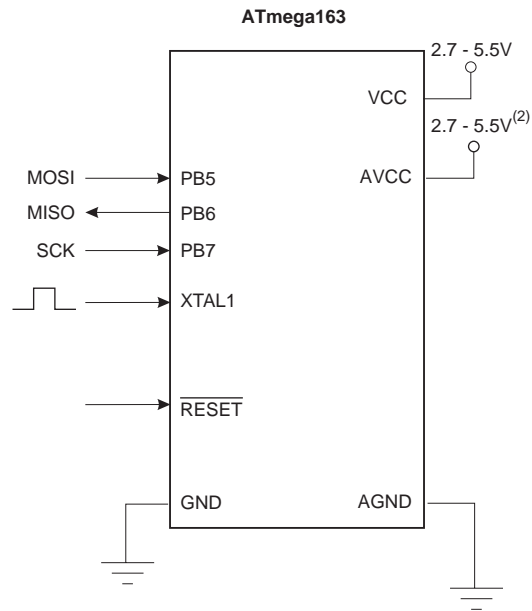 ATmega163
2.7 - 5.5V
VCC
2.7 - 5.5V(2)
AVCC
MOSI PB5
MISO PB6
SCK PB7
XTAL1
RESET
GND AGND